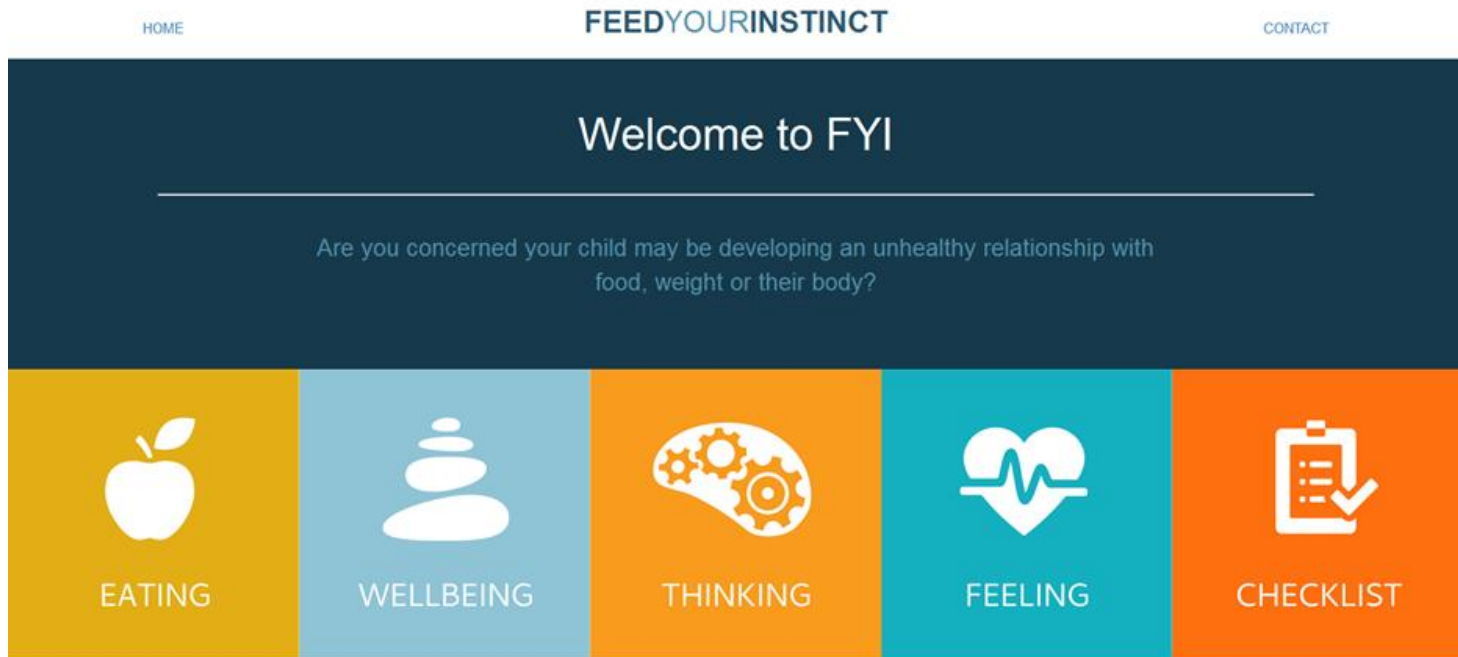 HOME
FEEDYOURINSTINCT
CONTACT
Welcome to FYI
Are you concerned your child may be developing an unhealthy relationship with
food, weight or their body?
EATING
WELLBEING
THINKING
FEELING
CHECKLIST